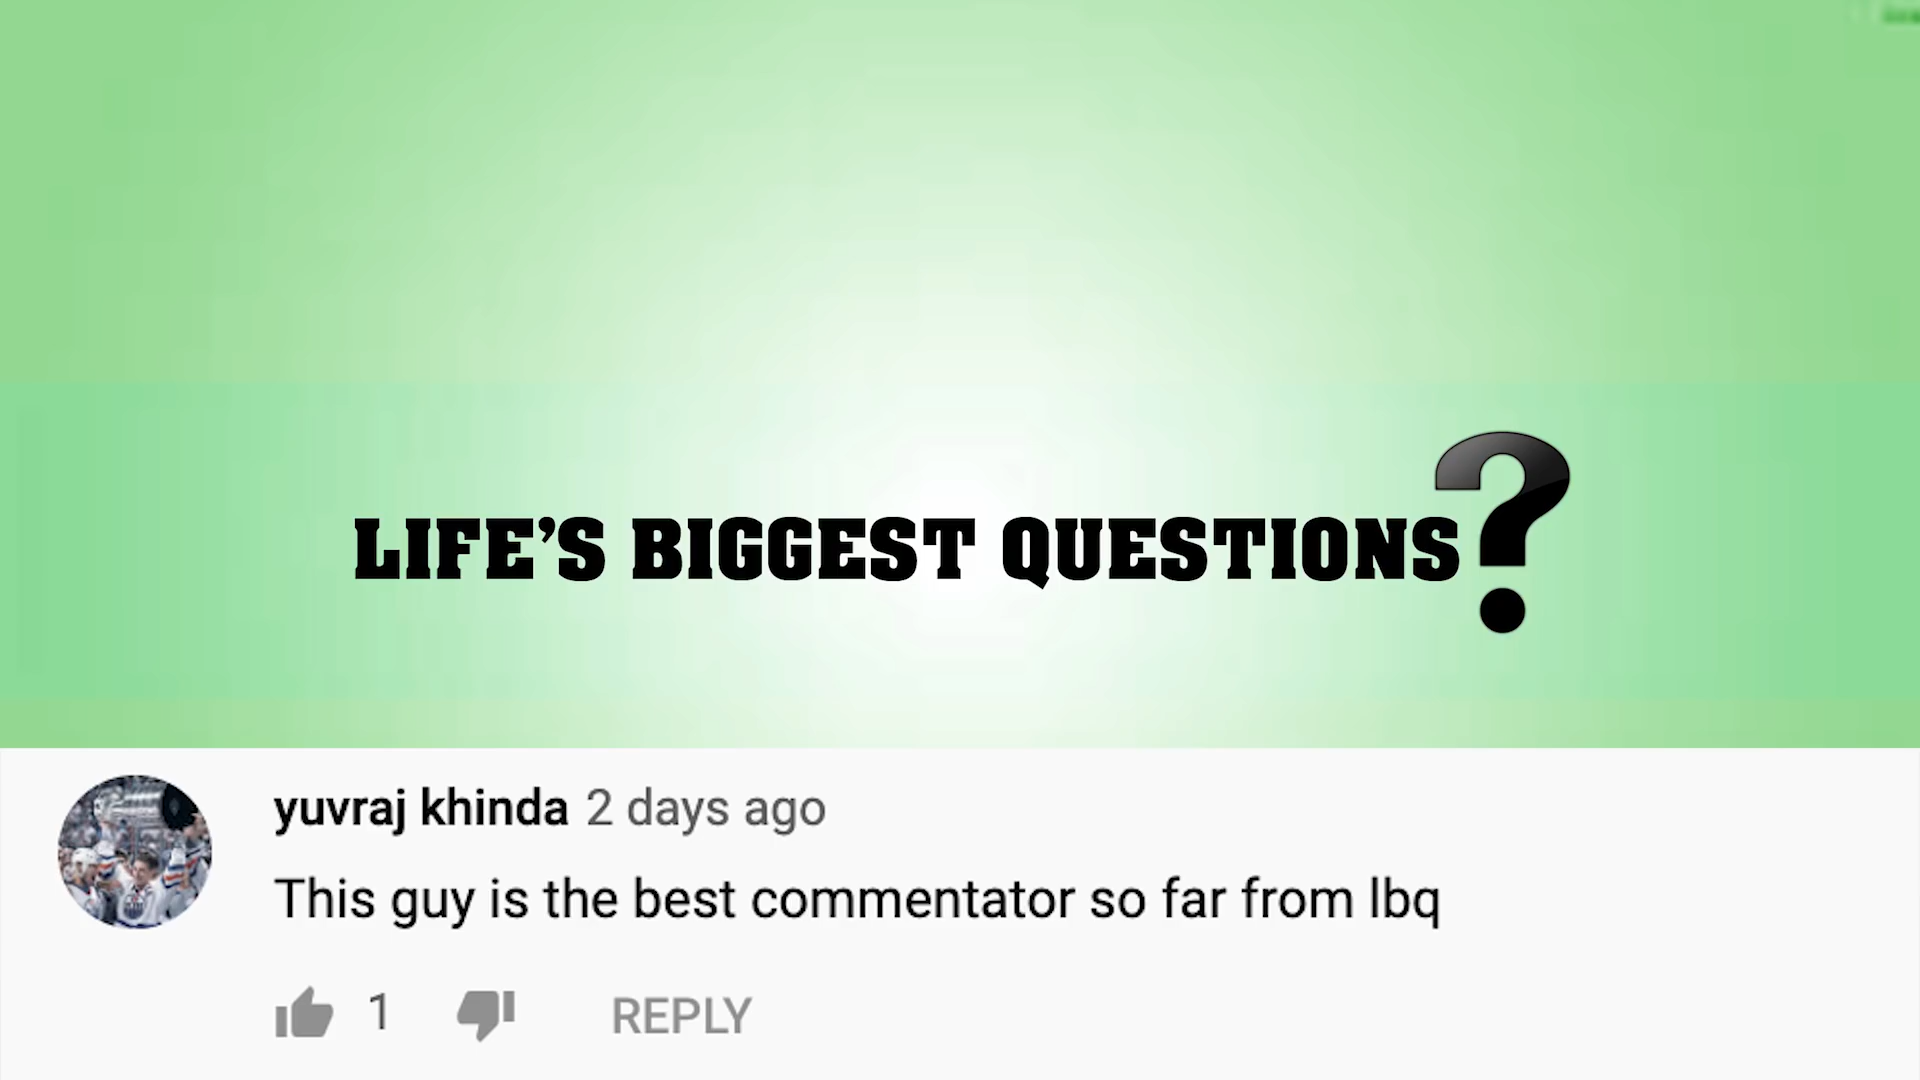 LIFE'S BIGGEST QUESTIONS?
yuvraj khinda 2 days ago
This guy is the best commentator so far from lbq
1 REPLY